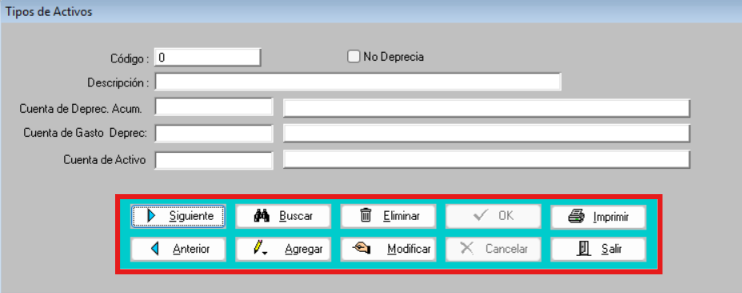 Tipos de Activos
Código : 0 No Deprecia
Descripción :
Cuenta de Deprec. Acum.
Cuenta de Gasto Deprec:
Cuenta de Activo
Siguiente Buscar Eliminar OK Imprimir
Anterior Agregar Modificar Cancelar Salir